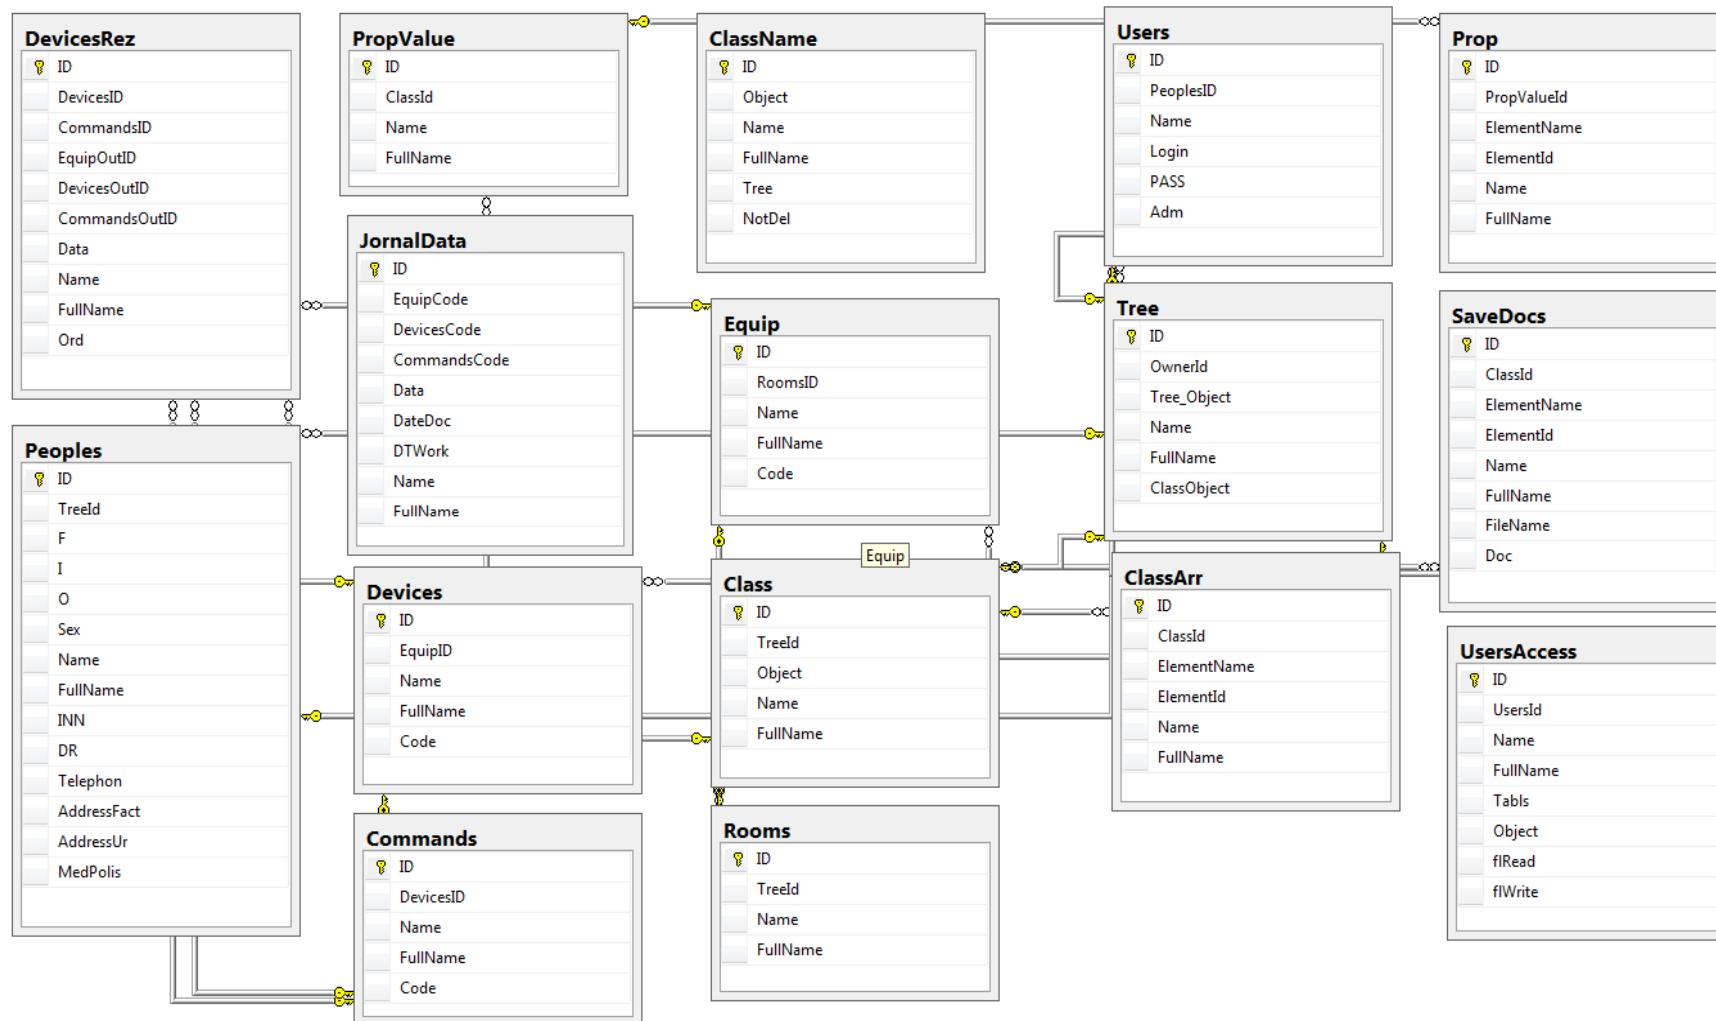 DevicesRez
ID
DevicesID
CommandsID
EquipOutID
DevicesOutID
CommandsOutID
Data
Name
FullName
Ord
PropValue
ID
ClassId
Name
FullName
ClassName
ID
Object
Name
FullName
Tree
NotDel
Users
ID
PeoplesID
Name
Login
PASS
Adm
Prop
ID
PropValueId
ElementName
ElementId
Name
FullName
JornalData
ID
EquipCode
DevicesCode
CommandsCode
Data
DateDoc
DTWork
Name
FullName
Equip
ID
RoomsID
Name
FullName
Code
Tree
ID
OwnerId
Tree_Object
Name
FullName
ClassObject
SaveDocs
ID
ClassId
ElementName
ElementId
Name
FullName
FileName
Doc
Peoples
ID
TreeId
F
I
O
Sex
Name
FullName
INN
DR
Telephon
AddressFact
AddressUr
MedPolis
Devices
ID
EquipID
Name
FullName
Code
Equip
Class
ID
TreeId
Object
Name
FullName
ClassArr
ID
ClassId
ElementName
ElementId
Name
FullName
UsersAccess
ID
UsersId
Name
FullName
Tabls
Object
flRead
flWrite
Commands
ID
DevicesID
Name
FullName
Code
Rooms
ID
TreeId
Name
FullName